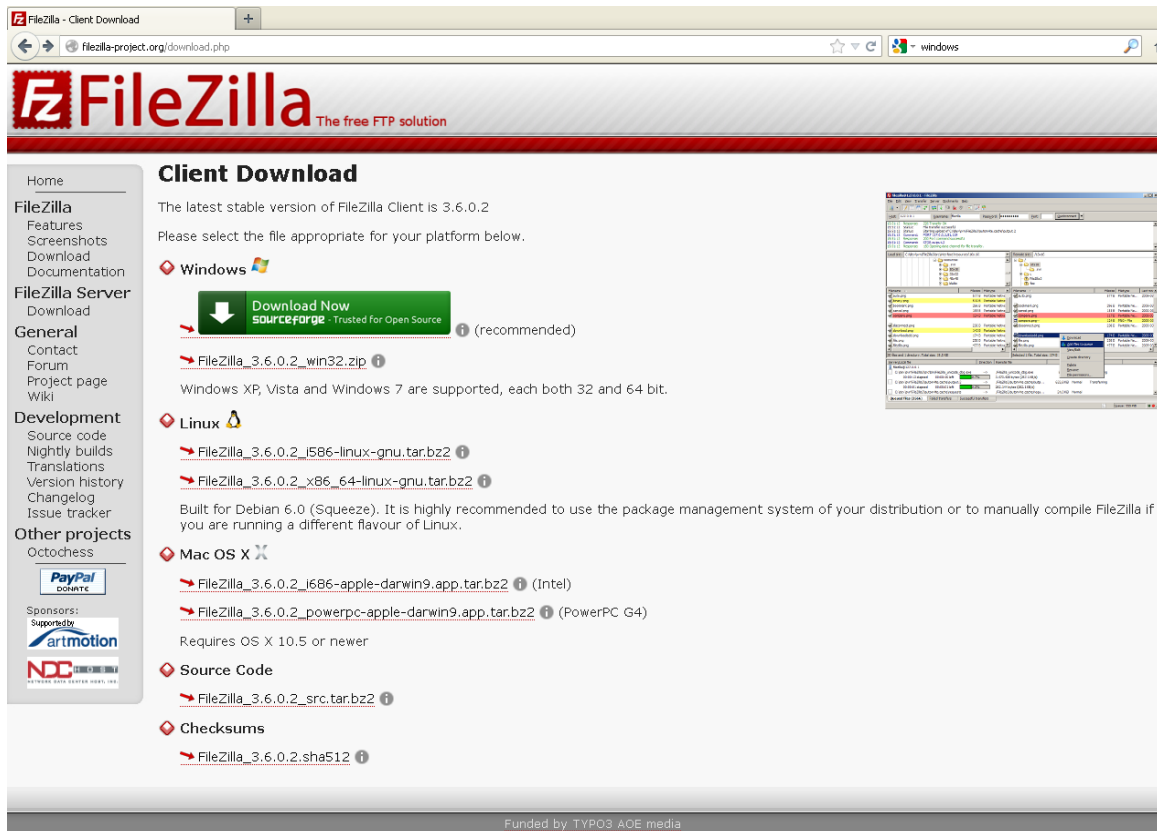 FileZilla - Client Download
filezilla-project.org/download.php
windows
FileZilla The free FTP solution
Home
FileZilla
Features
Screenshots
Download
Documentation
FileZilla Server
Download
General
Contact
Forum
Project page
Wiki
Development
Source code
Nightly builds
Translations
Version history
Changelog
Issue tracker
Other projects
Octochess
PayPal
DONATE
Sponsors:
Supported by
artmotion
NDC HOST
NETWORK DATA CENTER HOST, INC.
Client Download
The latest stable version of FileZilla Client is 3.6.0.2
Please select the file appropriate for your platform below.
Windows
Download Now
sourceforge - Trusted for Open Source
(recommended)
FileZilla_3.6.0.2_win32.zip
Windows XP, Vista and Windows 7 are supported, each both 32 and 64 bit.
Linux
FileZilla_3.6.0.2_i586-linux-gnu.tar.bz2
FileZilla_3.6.0.2_x86_64-linux-gnu.tar.bz2
Built for Debian 6.0 (Squeeze). It is highly recommended to use the package management system of your distribution or to manually compile FileZilla if
you are running a different flavour of Linux.
Mac OS X
FileZilla_3.6.0.2_i686-apple-darwin9.app.tar.bz2 (Intel)
FileZilla_3.6.0.2_powerpc-apple-darwin9.app.tar.bz2 (PowerPC G4)
Requires OS X 10.5 or newer
Source Code
FileZilla_3.6.0.2_src.tar.bz2
Checksums
FileZilla_3.6.0.2.sha512
Funded by TYPO3 AOE media